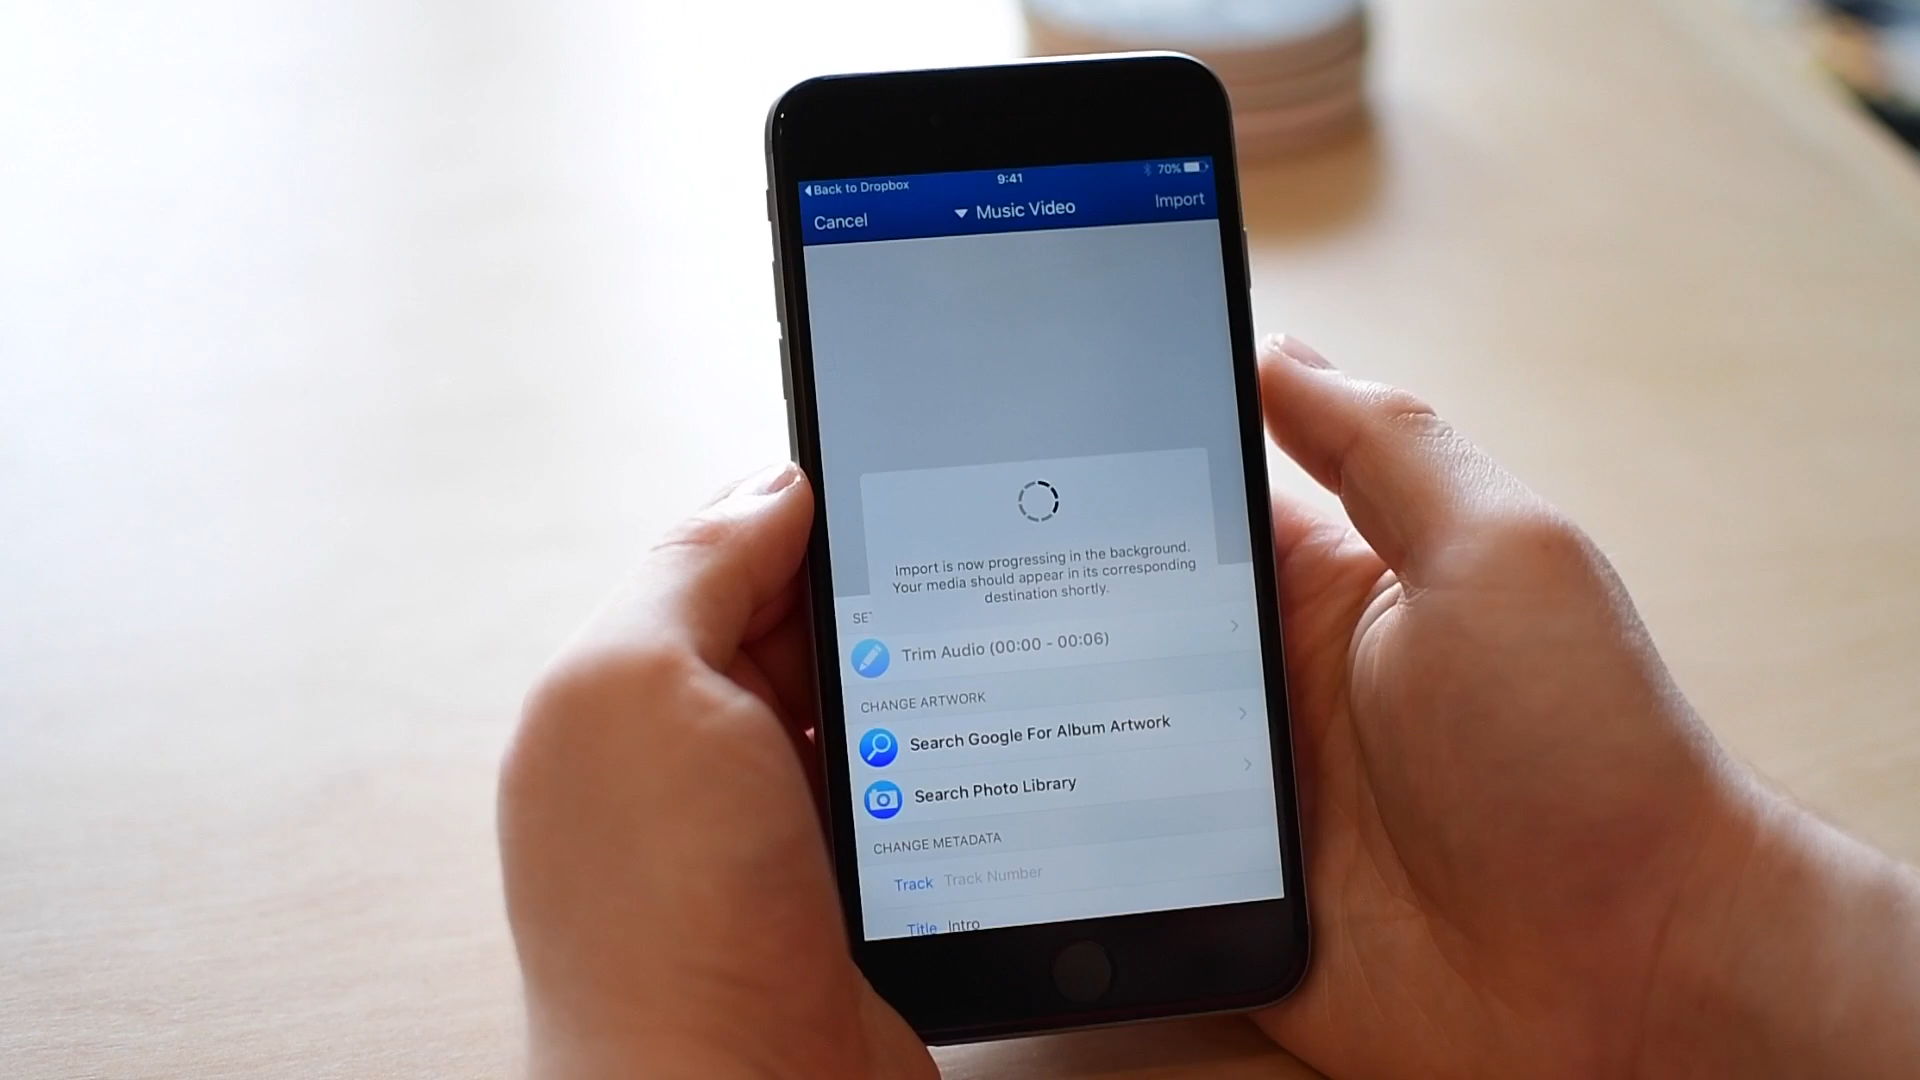 Back to Dropbox 9:41 70%
Cancel Music Video Import
Import is now progressing in the background.
Your media should appear in its corresponding
destination shortly.
SE
Trim Audio (00:00 - 00:06)
CHANGE ARTWORK
Search Google For Album Artwork
Search Photo Library
CHANGE METADATA
Track Track Number
Title Intro